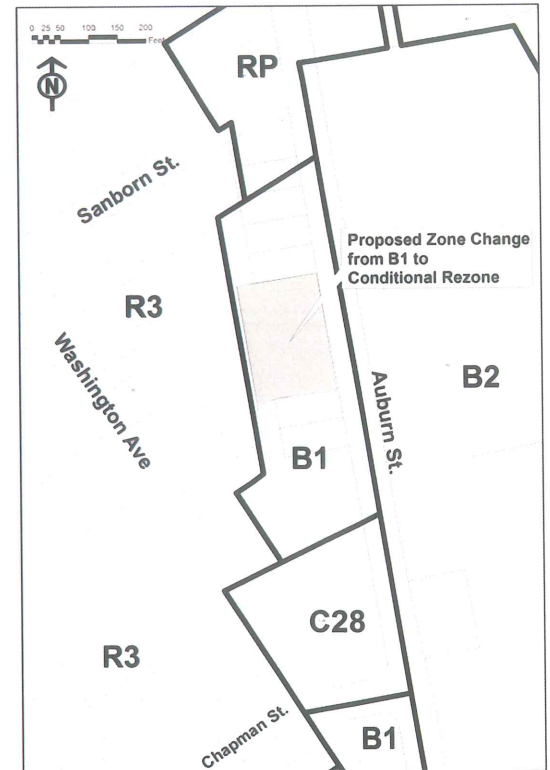 0 25 50 100 150 200
Feet
N
RP
Sanborn St.
Proposed Zone Change
from B1 to
Conditional Rezone
R3
Washington Ave
B2
Auburn St.
B1
C28
R3
Chapman St.
B1